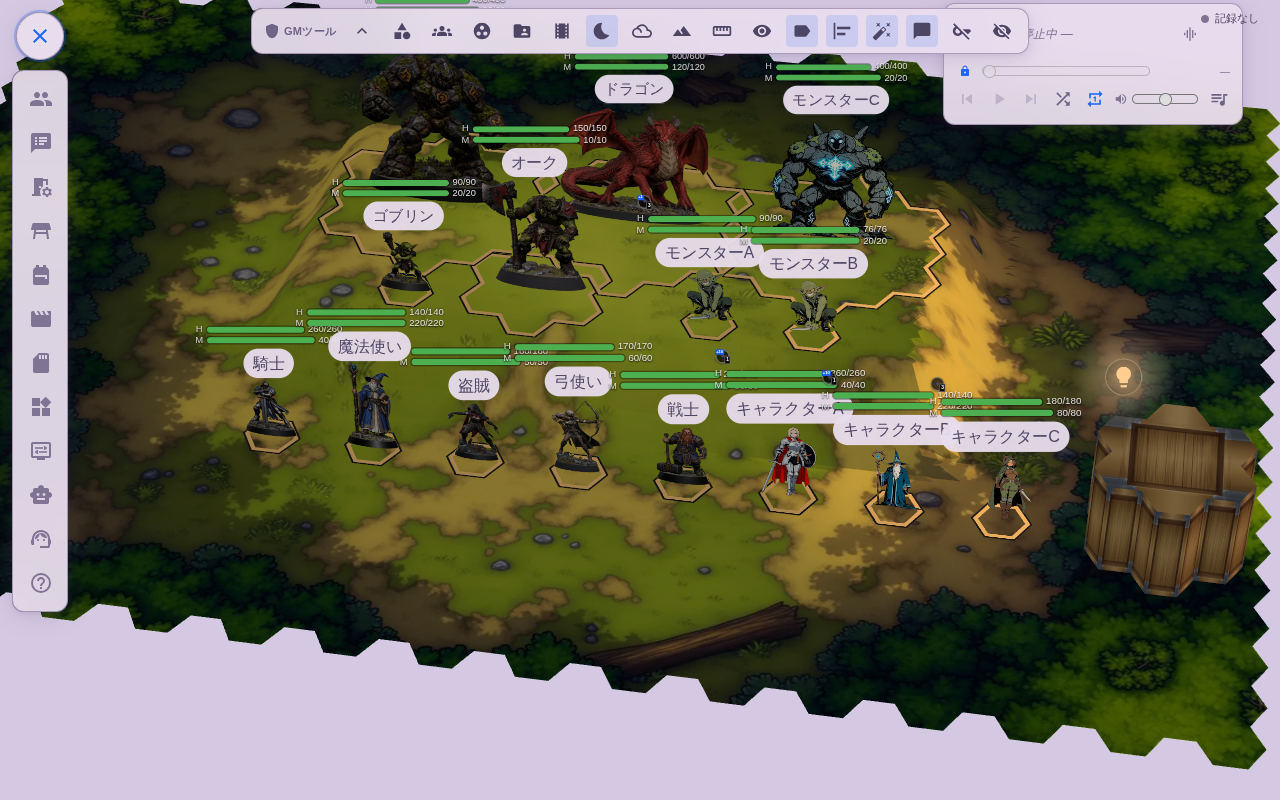 記録なし
GMツール
停止中 —
H 600/600
M 120/120
ドラゴン
H 400/400
M 20/20
モンスターC
H 150/150
M 10/10
オーク
H 90/90
M 20/20
ゴブリン
H 90/90
M
モンスターA
H 76/76
M 20/20
モンスターB
H 260/260
M 40
騎士
H 140/140
M 220/220
魔法使い
M
盗賊
H 170/170
M 60/60
弓使い
H
M
戦士
H 260/260
M 40/40
キャラクター
H 140/140
M 220/220
キャラクターB
H 180/180
M 80/80
キャラクターC